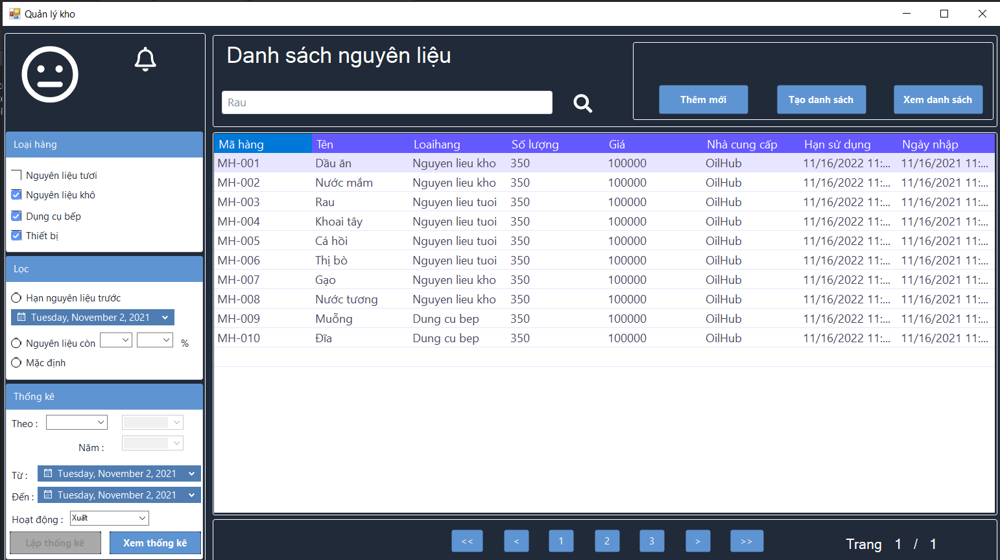 Quản lý kho
Danh sách nguyên liệu
Rau
Thêm mới
Tạo danh sách
Xem danh sách
Loại hàng
Nguyên liệu tươi
Nguyên liệu khô
Dụng cụ bếp
Thiết bị
Lọc
Hạn nguyên liệu trước
Tuesday, November 2, 2021
Nguyên liệu còn %
Mặc định
Thống kê
Theo :
Năm :
Từ : Tuesday, November 2, 2021
Đến : Tuesday, November 2, 2021
Hoạt động : Xuất
Lập thống kê Xem thống kê
Mã hàng Tên Loaihang Số lượng Giá Nhà cung cấp Hạn sử dụng Ngày nhập
MH-001 Dầu ăn Nguyen lieu kho 350 100000 OilHub 11/16/2022 11:... 11/16/2021 11:...
MH-002 Nước mắm Nguyen lieu kho 350 100000 OilHub 11/16/2022 11:... 11/16/2021 11:...
MH-003 Rau Nguyen lieu tuoi 350 100000 OilHub 11/16/2022 11:... 11/16/2021 11:...
MH-004 Khoai tây Nguyen lieu tuoi 350 100000 OilHub 11/16/2022 11:... 11/16/2021 11:...
MH-005 Cá hồi Nguyen lieu tuoi 350 100000 OilHub 11/16/2022 11:... 11/16/2021 11:...
MH-006 Thị bò Nguyen lieu tuoi 350 100000 OilHub 11/16/2022 11:... 11/16/2021 11:...
MH-007 Gạo Nguyen lieu kho 350 100000 OilHub 11/16/2022 11:... 11/16/2021 11:...
MH-008 Nước tương Nguyen lieu kho 350 100000 OilHub 11/16/2022 11:... 11/16/2021 11:...
MH-009 Muỗng Dung cu bep 350 100000 OilHub 11/16/2022 11:... 11/16/2021 11:...
MH-010 Đĩa Dung cu bep 350 100000 OilHub 11/16/2022 11:... 11/16/2021 11:...
<< < 1 2 3 > >> Trang 1 / 1